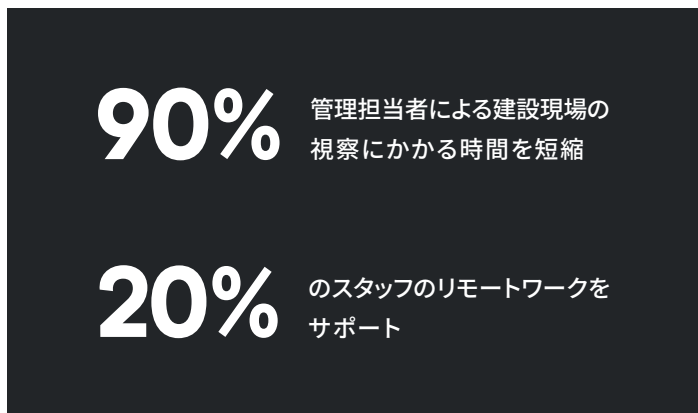 90%
管理担当者による建設現場の
視察にかかる時間を短縮
20%
のスタッフのリモートワークを
サポート